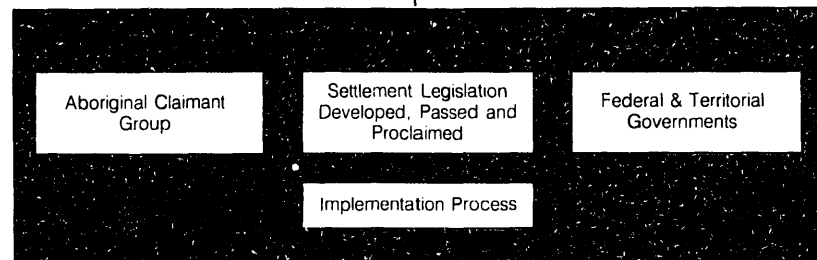 Aboriginal Claimant
Group
Settlement Legislation
Developed, Passed and
Proclaimed
Federal & Territorial
Governments
Implementation Process